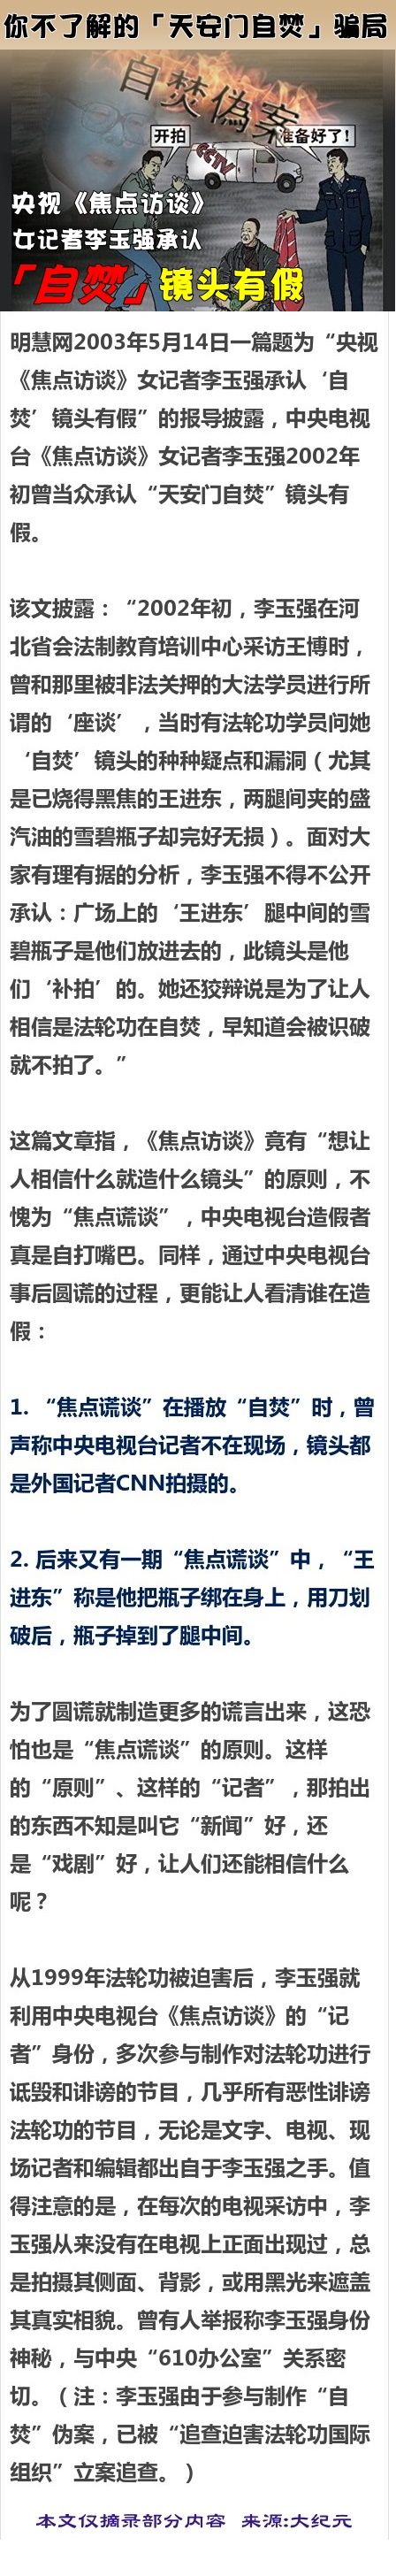 你不了解的「天安门自焚」骗局
自焚偽案
开拍
CCTV
准备好了!
央视《焦点访谈》
女记者李玉强承认
「自焚」镜头有假
明慧网2003年5月14日一篇题为“央视
《焦点访谈》女记者李玉强承认‘自
焚’镜头有假”的报导披露，中央电视
台《焦点访谈》女记者李玉强2002年
初曾当众承认“天安门自焚”镜头有
假。
该文披露：“2002年初，李玉强在河
北省会法制教育培训中心采访王博时，
曾和那里被非法关押的大法学员进行所
谓的‘座谈’，当时有法轮功学员问她
‘自焚’镜头的种种疑点和漏洞（尤其
是已烧得黑焦的王进东，两腿间夹的盛
汽油的雪碧瓶子却完好无损）。面对大
家有理有据的分析，李玉强不得不公开
承认：广场上的‘王进东’腿中间的雪
碧瓶子是他们放进去的，此镜头是他
们‘补拍’的。她还狡辩说是为了让人
相信是法轮功在自焚，早知道会被识破
就不拍了。”
这篇文章指，《焦点访谈》竟有“想让
人相信什么就造什么镜头”的原则，不
愧为“焦点谎谈”，中央电视台造假者
真是自打嘴巴。同样，通过中央电视台
事后圆谎的过程，更能让人看清谁在造
假：
1. “焦点谎谈”在播放“自焚”时，曾
声称中央电视台记者不在现场，镜头都
是外国记者CNN拍摄的。
2. 后来又有一期“焦点谎谈”中，“王
进东”称是他把瓶子绑在身上，用刀划
破后，瓶子掉到了腿中间。
为了圆谎就制造更多的谎言出来，这恐
怕也是“焦点谎谈”的原则。这样
的“原则”、这样的“记者”，那拍出
的东西不知是叫它“新闻”好，还
是“戏剧”好，让人们还能相信什么
呢？
从1999年法轮功被迫害后，李玉强就
利用中央电视台《焦点访谈》的“记
者”身份，多次参与制作对法轮功进行
诋毁和诽谤的节目，几乎所有恶性诽谤
法轮功的节目，无论是文字、电视、现
场记者和编辑都出自于李玉强之手。值
得注意的是，在每次的电视采访中，李
玉强从来没有在电视上正面出现过，总
是拍摄其侧面、背影，或用黑光来遮盖
其真实相貌。曾有人举报称李玉强身份
神秘，与中央“610办公室”关系密
切。（注：李玉强由于参与制作“自
焚”伪案，已被“追查迫害法轮功国际
组织”立案追查。）
本文仅摘录部分内容 来源:大纪元